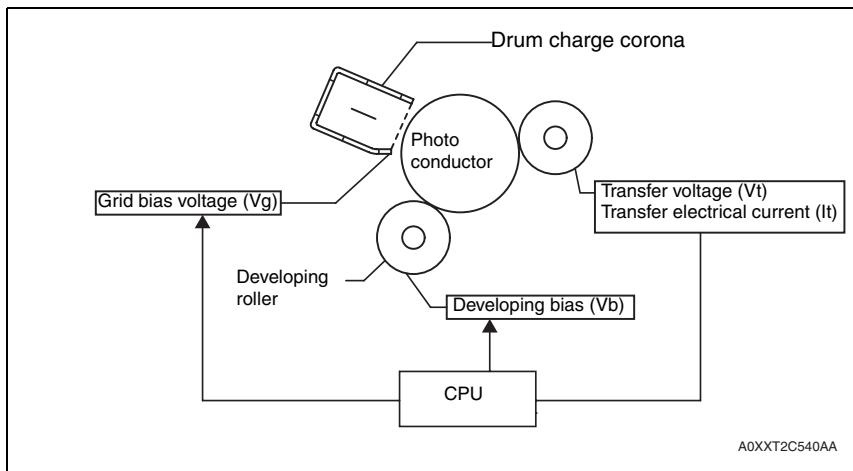 Drum charge corona
Photo
conductor
Grid bias voltage (Vg)
Transfer voltage (Vt)
Transfer electrical current (It)
Developing
roller
Developing bias (Vb)
CPU
A0XXT2C540AA